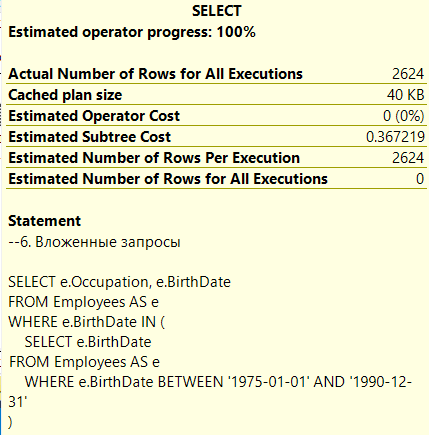 SELECT
Estimated operator progress: 100%
Actual Number of Rows for All Executions 2624
Cached plan size 40 KB
Estimated Operator Cost 0 (0%)
Estimated Subtree Cost 0.367219
Estimated Number of Rows Per Execution 2624
Estimated Number of Rows for All Executions 0
Statement
--6. Вложенные запросы
SELECT e.Occupation, e.BirthDate
FROM Employees AS e
WHERE e.BirthDate IN (
SELECT e.BirthDate
FROM Employees AS e
WHERE e.BirthDate BETWEEN '1975-01-01' AND '1990-12-
31'
)